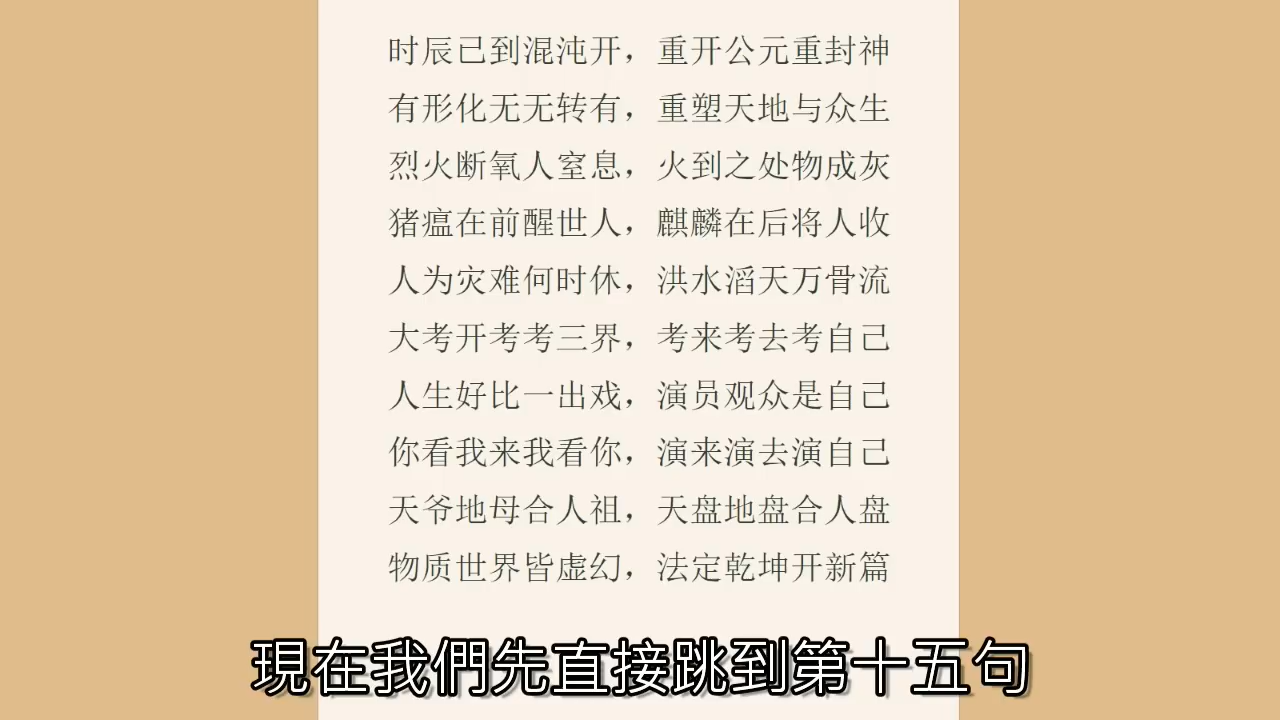 时辰已到混沌开，重开公元重封神
有形化无无转有，重塑天地与众生
烈火断氧人窒息，火到之处物成灰
猪瘟在前醒世人，麒麟在后将人收
人为灾难何时休，洪水滔天万骨流
大考开考考三界，考来考去考自己
人生好比一出戏，演员观众是自己
你看我来我看你，演来演去演自己
天爷地母合人祖，天盘地盘合人盘
物质世界皆虚幻，法定乾坤开新篇
現在我們先直接跳到第十五句